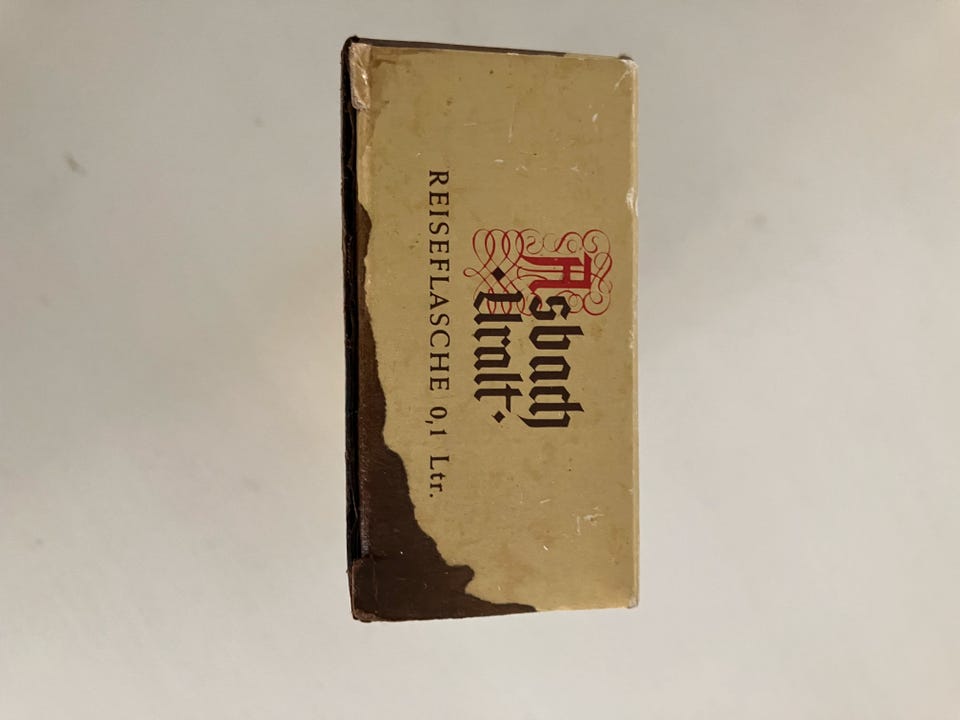 Asbach
·Uralt·
REISEFLASCHE 0,1 Ltr.